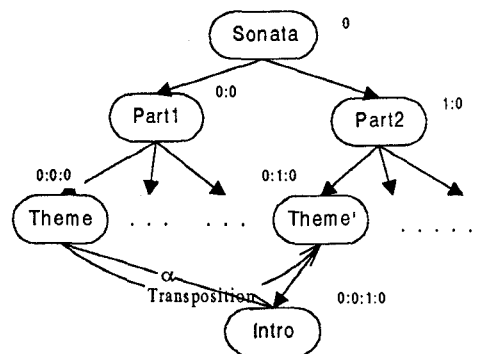 Sonata 0
0:0
Part1 Part2 1:0
0:0:0 0:1:0
Theme . . . . . . Theme' . . . . .
α
Transposition
Intro 0:0:1:0